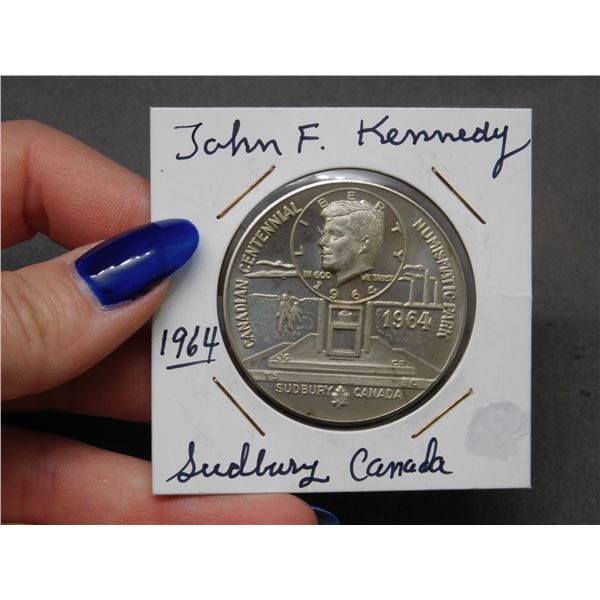 John F. Kennedy
CANADIAN CENTENNIAL NUMISMATIC PARK
LIBERTY
IN GOD WE TRUST
1964
1964
SUDBURY CANADA
1964
Sudbury Canada